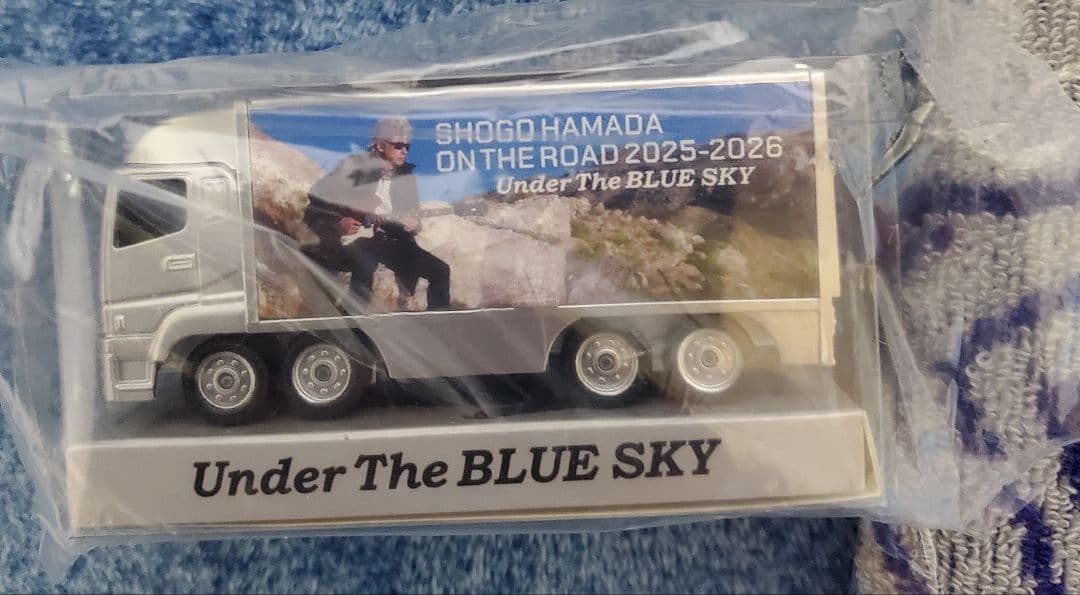 SHOGO HAMADA
ON THE ROAD 2025-2026
Under The BLUE SKY
Under The BLUE SKY